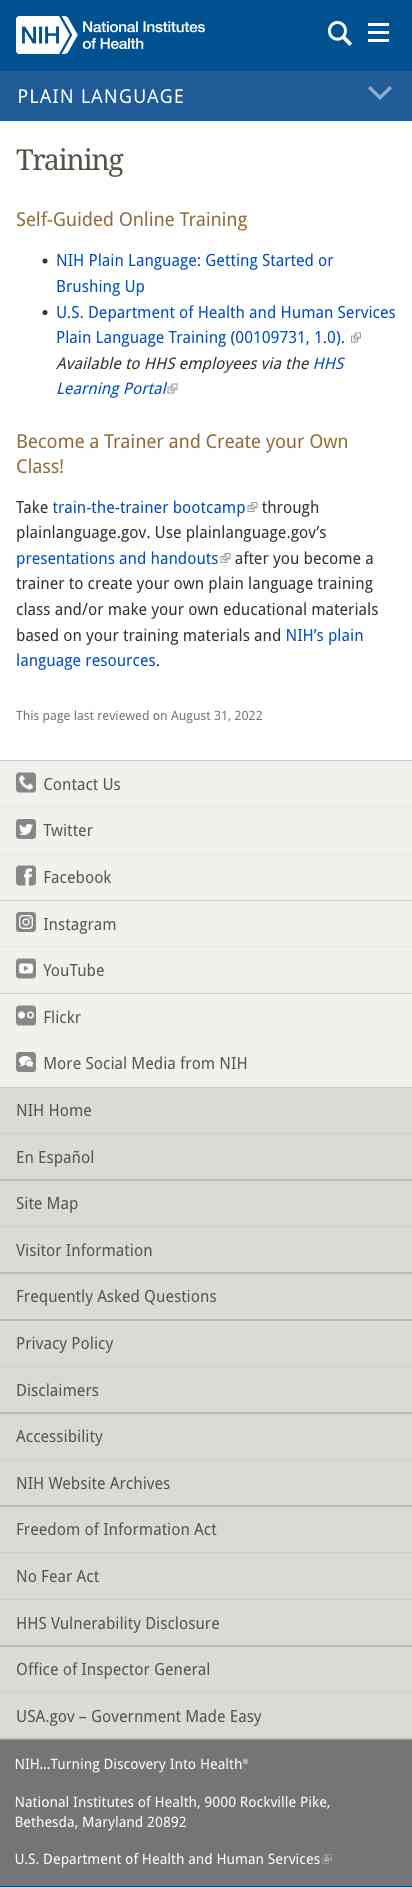 NIH National Institutes
of Health
PLAIN LANGUAGE
Training
Self-Guided Online Training
• NIH Plain Language: Getting Started or
Brushing Up
• U.S. Department of Health and Human Services
Plain Language Training (00109731, 1.0).
Available to HHS employees via the HHS
Learning Portal
Become a Trainer and Create your Own
Class!
Take train-the-trainer bootcamp through
plainlanguage.gov. Use plainlanguage.gov’s
presentations and handouts after you become a
trainer to create your own plain language training
class and/or make your own educational materials
based on your training materials and NIH’s plain
language resources.
This page last reviewed on August 31, 2022
Contact Us
Twitter
Facebook
Instagram
YouTube
Flickr
More Social Media from NIH
NIH Home
En Español
Site Map
Visitor Information
Frequently Asked Questions
Privacy Policy
Disclaimers
Accessibility
NIH Website Archives
Freedom of Information Act
No Fear Act
HHS Vulnerability Disclosure
Office of Inspector General
USA.gov – Government Made Easy
NIH…Turning Discovery Into Health®
National Institutes of Health, 9000 Rockville Pike,
Bethesda, Maryland 20892
U.S. Department of Health and Human Services